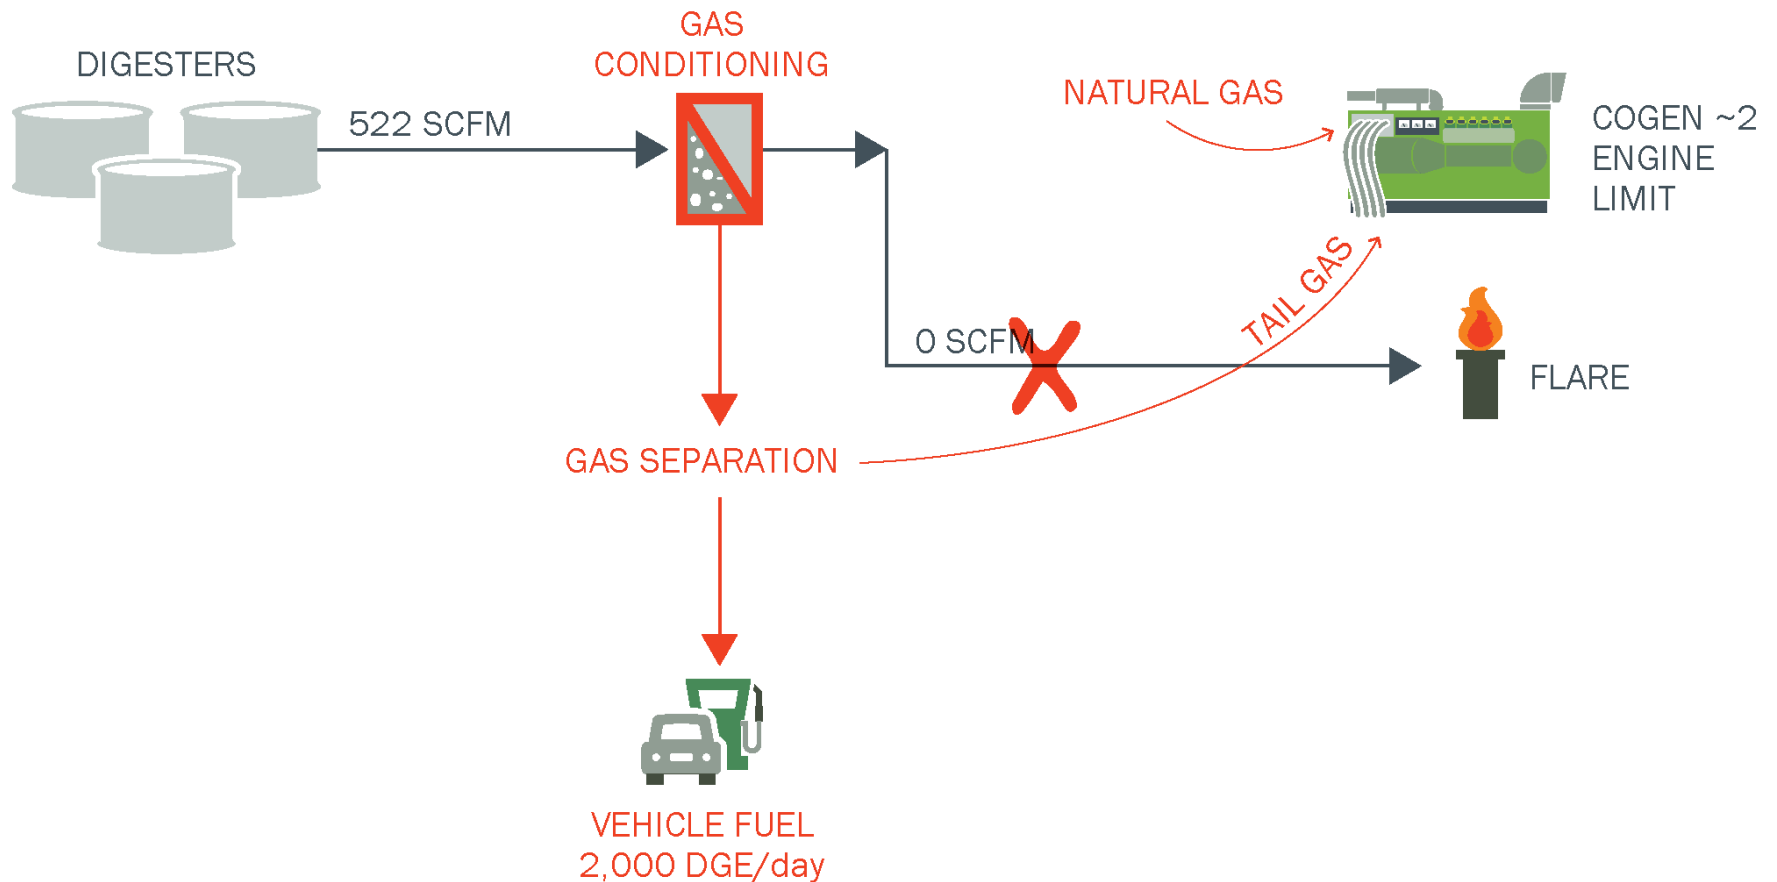 GAS
CONDITIONING
DIGESTERS
522 SCFM
NATURAL GAS
COGEN ~2
ENGINE
LIMIT
TAIL GAS
0 SCFM
FLARE
GAS SEPARATION
VEHICLE FUEL
2,000 DGE/day